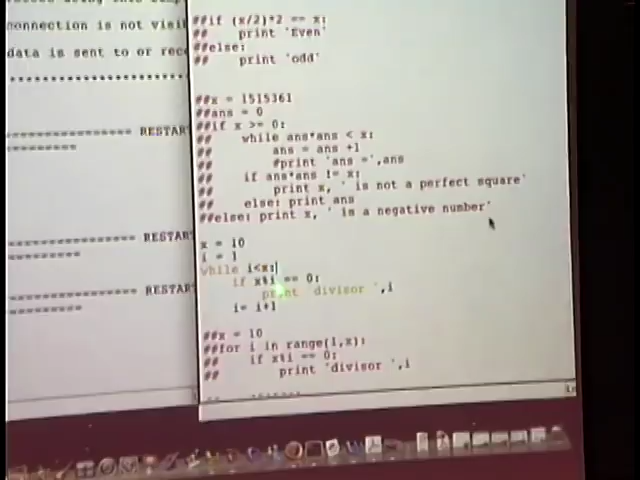 connection is not visi
data is sent to or rece
****************
================ RESTAR
=========
================ RESTAR
=========
================ RESTAR
=========
##if (x/2)*2 == x:
##    print 'Even'
##else:
##    print 'odd'
##x = 1515361
##ans = 0
##if x >= 0:
##    while ans*ans < x:
##        ans = ans +1
##        #print 'ans =',ans
##    if ans*ans != x:
##        print x, ' is not a perfect square'
##    else: print ans
##else: print x, ' is a negative number'
x = 10
i = 1
while i<x:
    if x%i == 0:
        print 'divisor ',i
    i= i+1
##x = 10
##for i in range(1,x):
##    if x%i == 0:
##        print 'divisor ',i